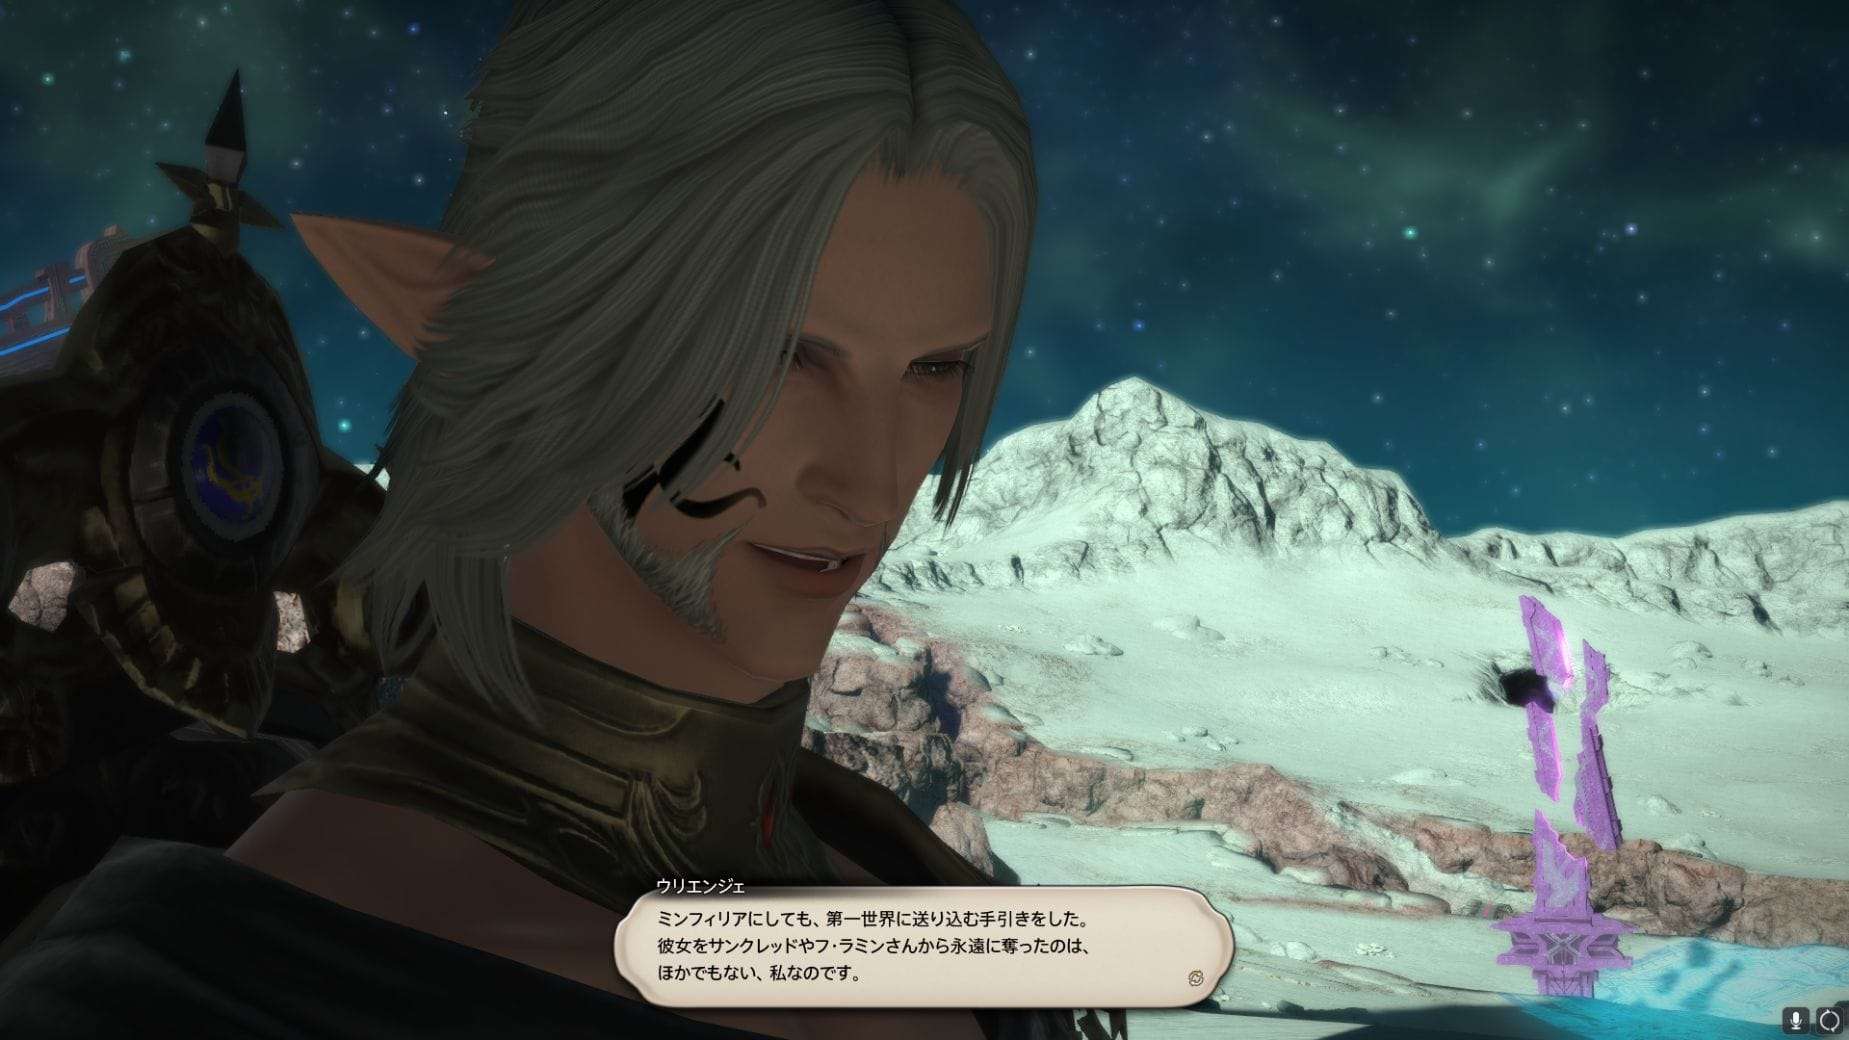 ウリエンジェ
ミンフィリアにしても、第一世界に送り込む手引きをした。
彼女をサンクレッドやフ・ラミンさんから永遠に奪ったのは、
ほかでもない、私なのです。